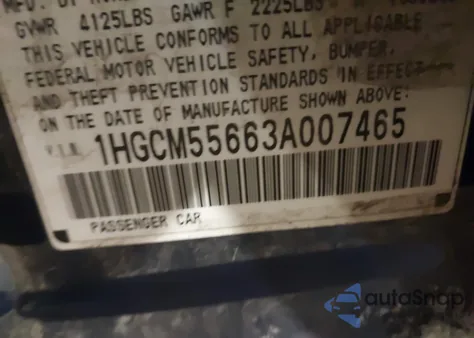 GVWR 4125LBS GAWR F 2225LBS
THIS VEHICLE CONFORMS TO ALL APPLICABLE
FEDERAL MOTOR VEHICLE SAFETY, BUMPER,
AND THEFT PREVENTION STANDARDS IN EFFECT
ON THE DATE OF MANUFACTURE SHOWN ABOVE:
V.I.N. 1HGCM55663A007465
PASSENGER CAR
autoSnap